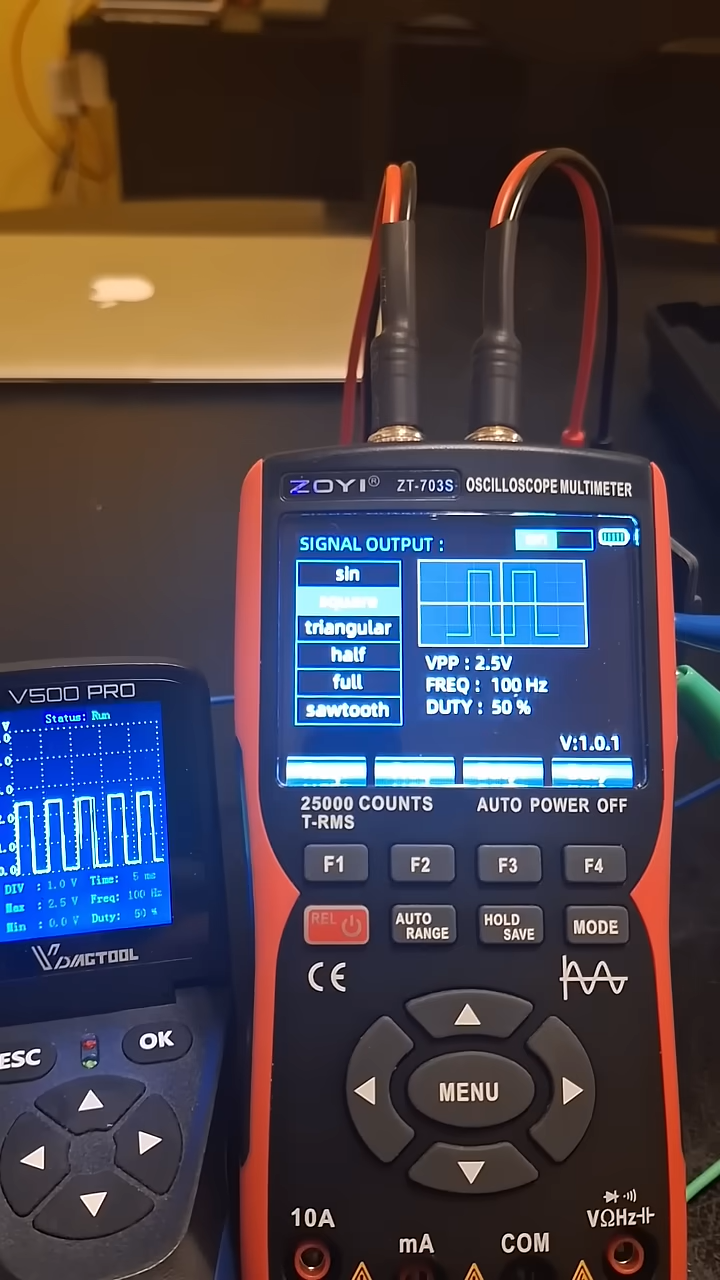 ZOYI® ZT-703S OSCILLOSCOPE MULTIMETER
SIGNAL OUTPUT :
sin
square
triangular
half
full
sawtooth
VPP : 2.5V
FREQ : 100 Hz
DUTY : 50 %
V:1.0.1
25000 COUNTS
T-RMS
AUTO POWER OFF
F1 F2 F3 F4
REL
AUTO RANGE
HOLD SAVE
MODE
CE
MENU
10A
mA
COM
VΩHz
V500 PRO
Status: Run
DIV : 1.0 V Time: 5 ms
Max : 2.5 V Freq: 100 Hz
Min : 0.0 V Duty: 50 %
VDIAGTOOL
ESC
OK